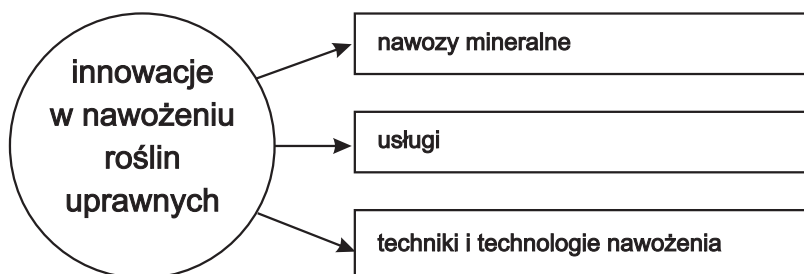 innowacje
w nawożeniu
roślin
uprawnych
nawozy mineralne
usługi
techniki i technologie nawożenia